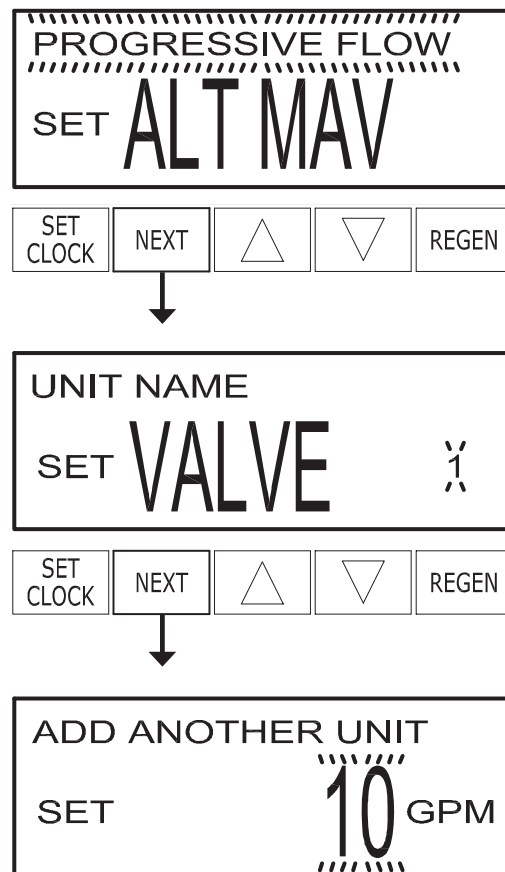 PROGRESSIVE FLOW
SET ALT MAV
SET CLOCK NEXT REGEN
UNIT NAME
SET VALVE 1
SET CLOCK NEXT REGEN
ADD ANOTHER UNIT
SET 10 GPM